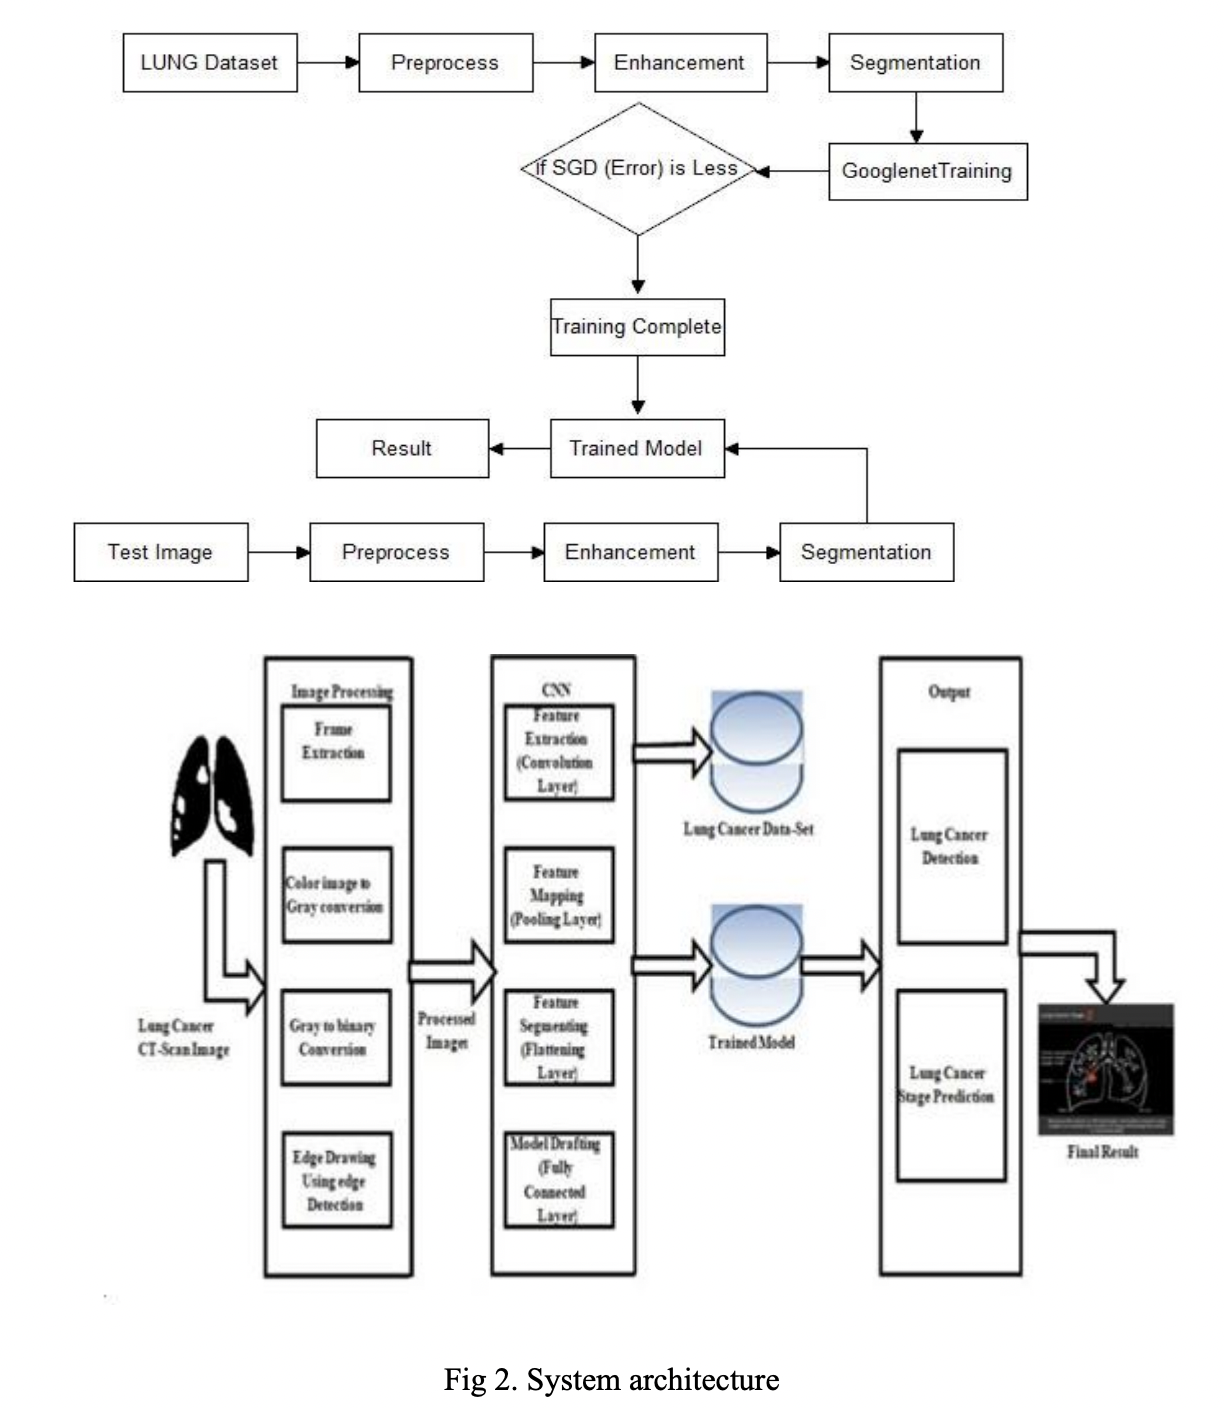 LUNG Dataset
Preprocess
Enhancement
Segmentation
If SGD (Error) is Less
GooglenetTraining
Training Complete
Result
Trained Model
Test Image
Preprocess
Enhancement
Segmentation
Lung Cancer
CT-Scan Image
Image Processing
Frame
Extraction
Color image to
Gray conversion
Gray to binary
Conversion
Edge Drawing
Using edge
Detection
Processed
Images
CNN
Feature
Extraction
(Convolution
Layer)
Feature
Mapping
(Pooling Layer)
Feature
Segmenting
(Flattening
Layer)
Model Drafting
(Fully
Connected
Layer)
Lung Cancer Data-Set
Trained Model
Output
Lung Cancer
Detection
Lung Cancer
Stage Prediction
Final Result
Fig 2. System architecture